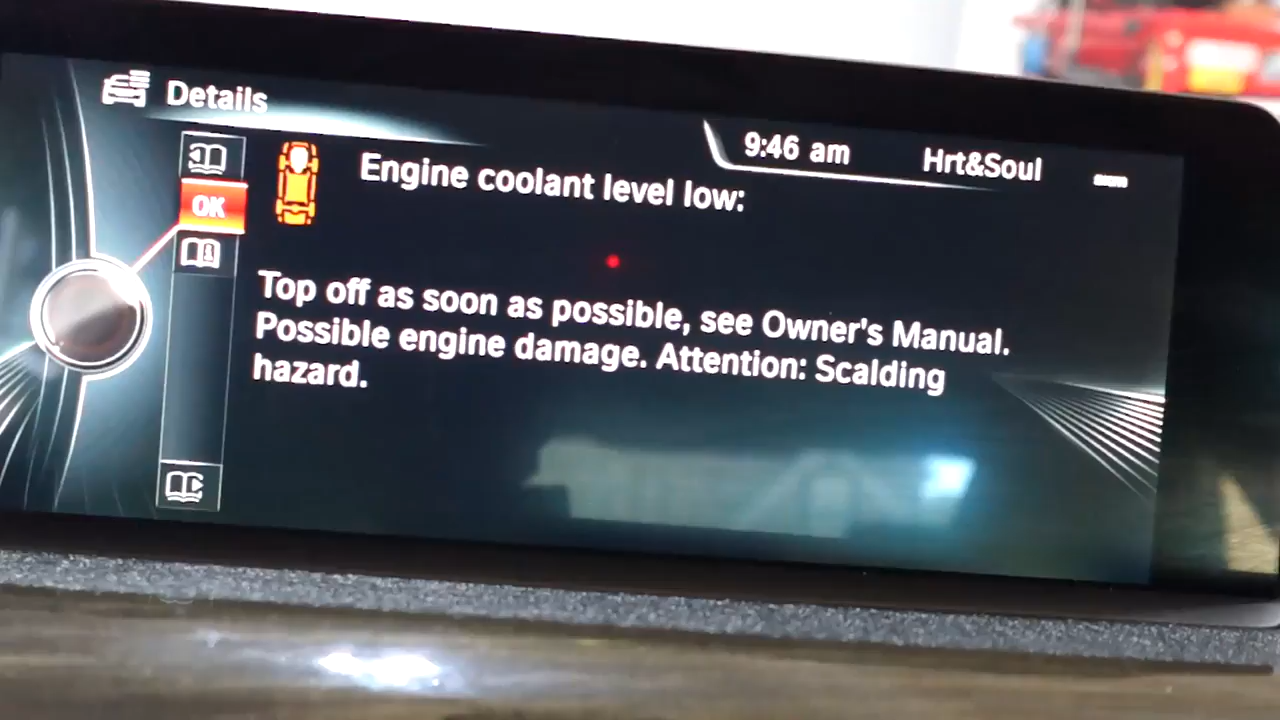 Details
9:46 am
Hrt&Soul
Engine coolant level low:
OK
Top off as soon as possible, see Owner's Manual.
Possible engine damage. Attention: Scalding
hazard.